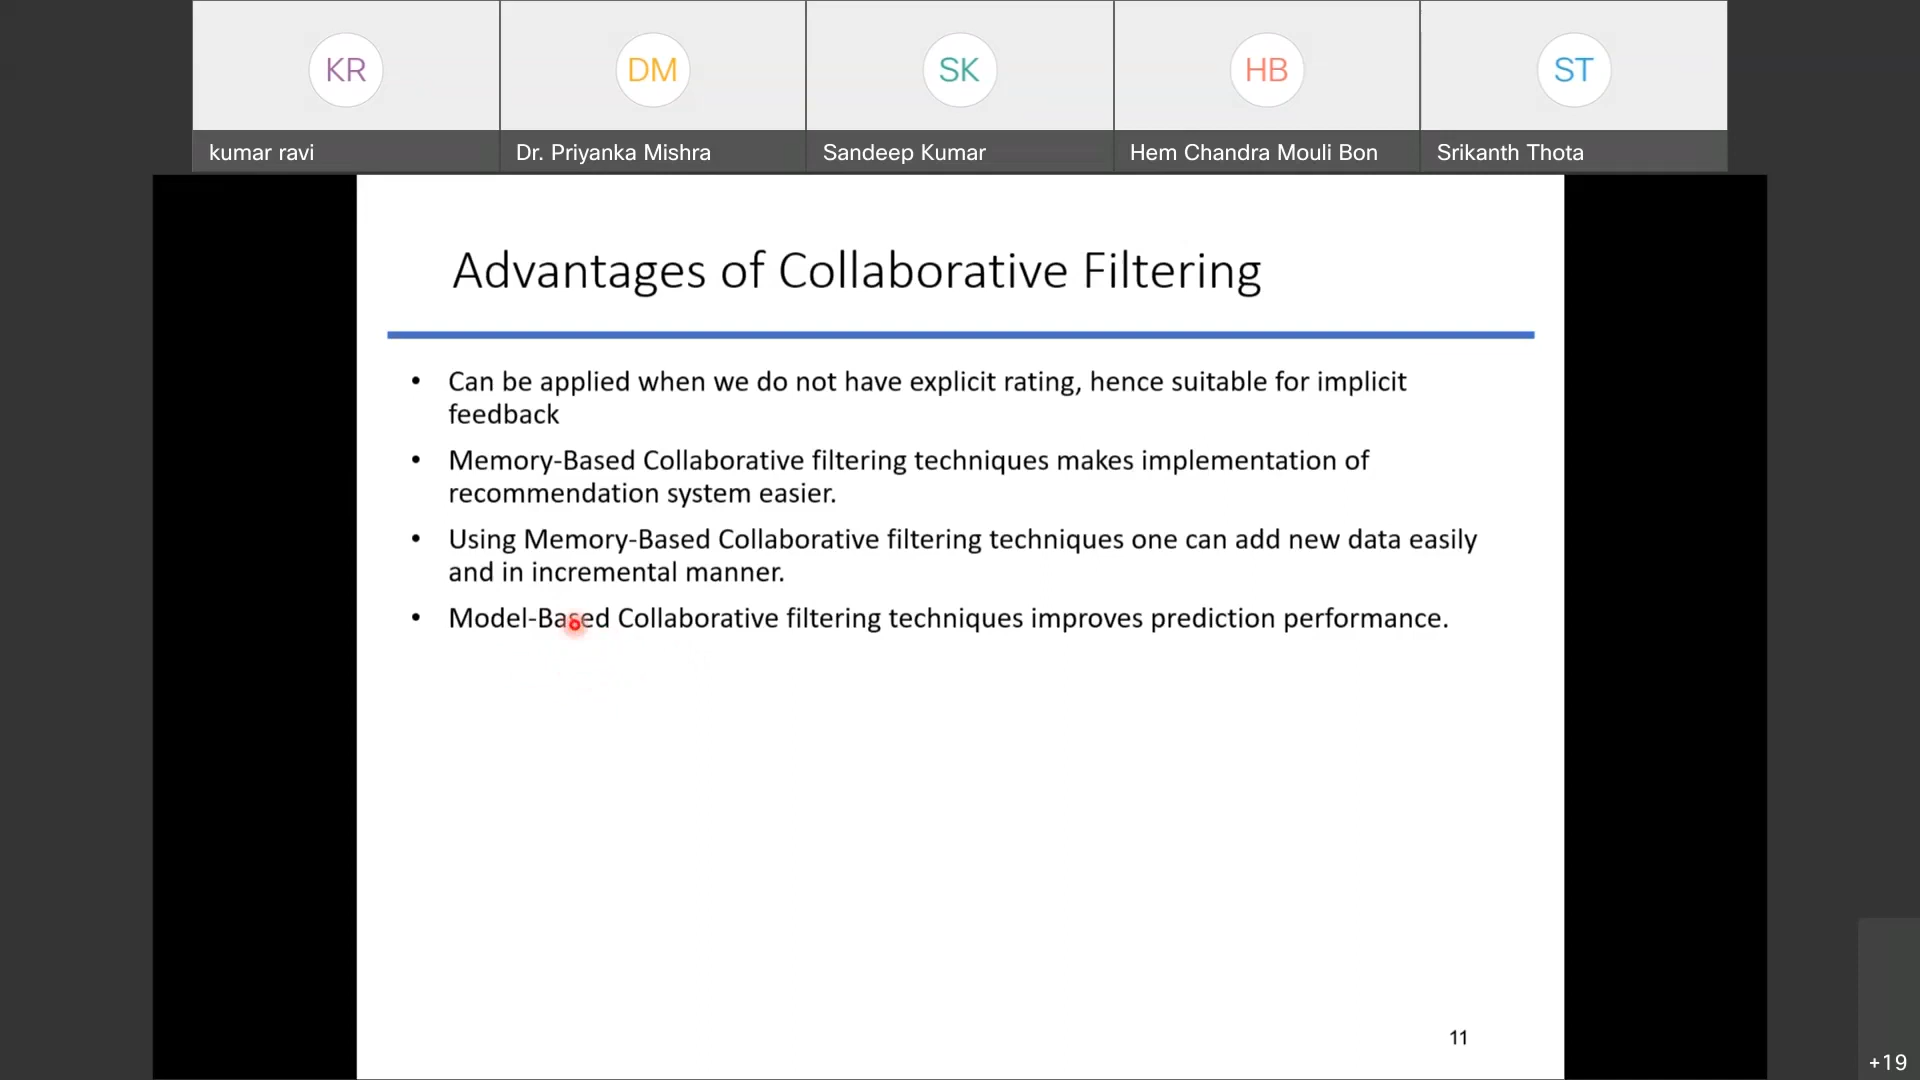 KR
DM
SK
HB
ST
kumar ravi
Dr. Priyanka Mishra
Sandeep Kumar
Hem Chandra Mouli Bon
Srikanth Thota
Advantages of Collaborative Filtering
• Can be applied when we do not have explicit rating, hence suitable for implicit
feedback
• Memory-Based Collaborative filtering techniques makes implementation of
recommendation system easier.
• Using Memory-Based Collaborative filtering techniques one can add new data easily
and in incremental manner.
• Model-Based Collaborative filtering techniques improves prediction performance.
11
+19